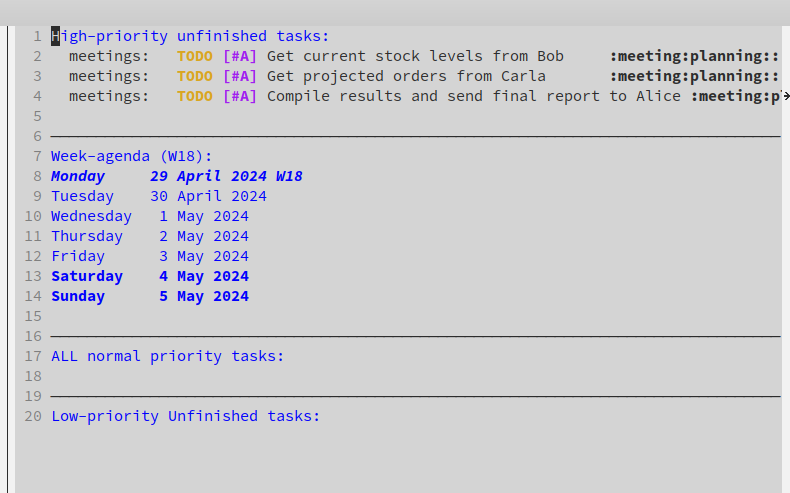 1 High-priority unfinished tasks:
2 meetings: TODO [#A] Get current stock levels from Bob :meeting:planning::
3 meetings: TODO [#A] Get projected orders from Carla :meeting:planning::
4 meetings: TODO [#A] Compile results and send final report to Alice :meeting:p
5
6
7 Week-agenda (W18):
8 Monday 29 April 2024 W18
9 Tuesday 30 April 2024
10 Wednesday 1 May 2024
11 Thursday 2 May 2024
12 Friday 3 May 2024
13 Saturday 4 May 2024
14 Sunday 5 May 2024
15
16
17 ALL normal priority tasks:
18
19
20 Low-priority Unfinished tasks: